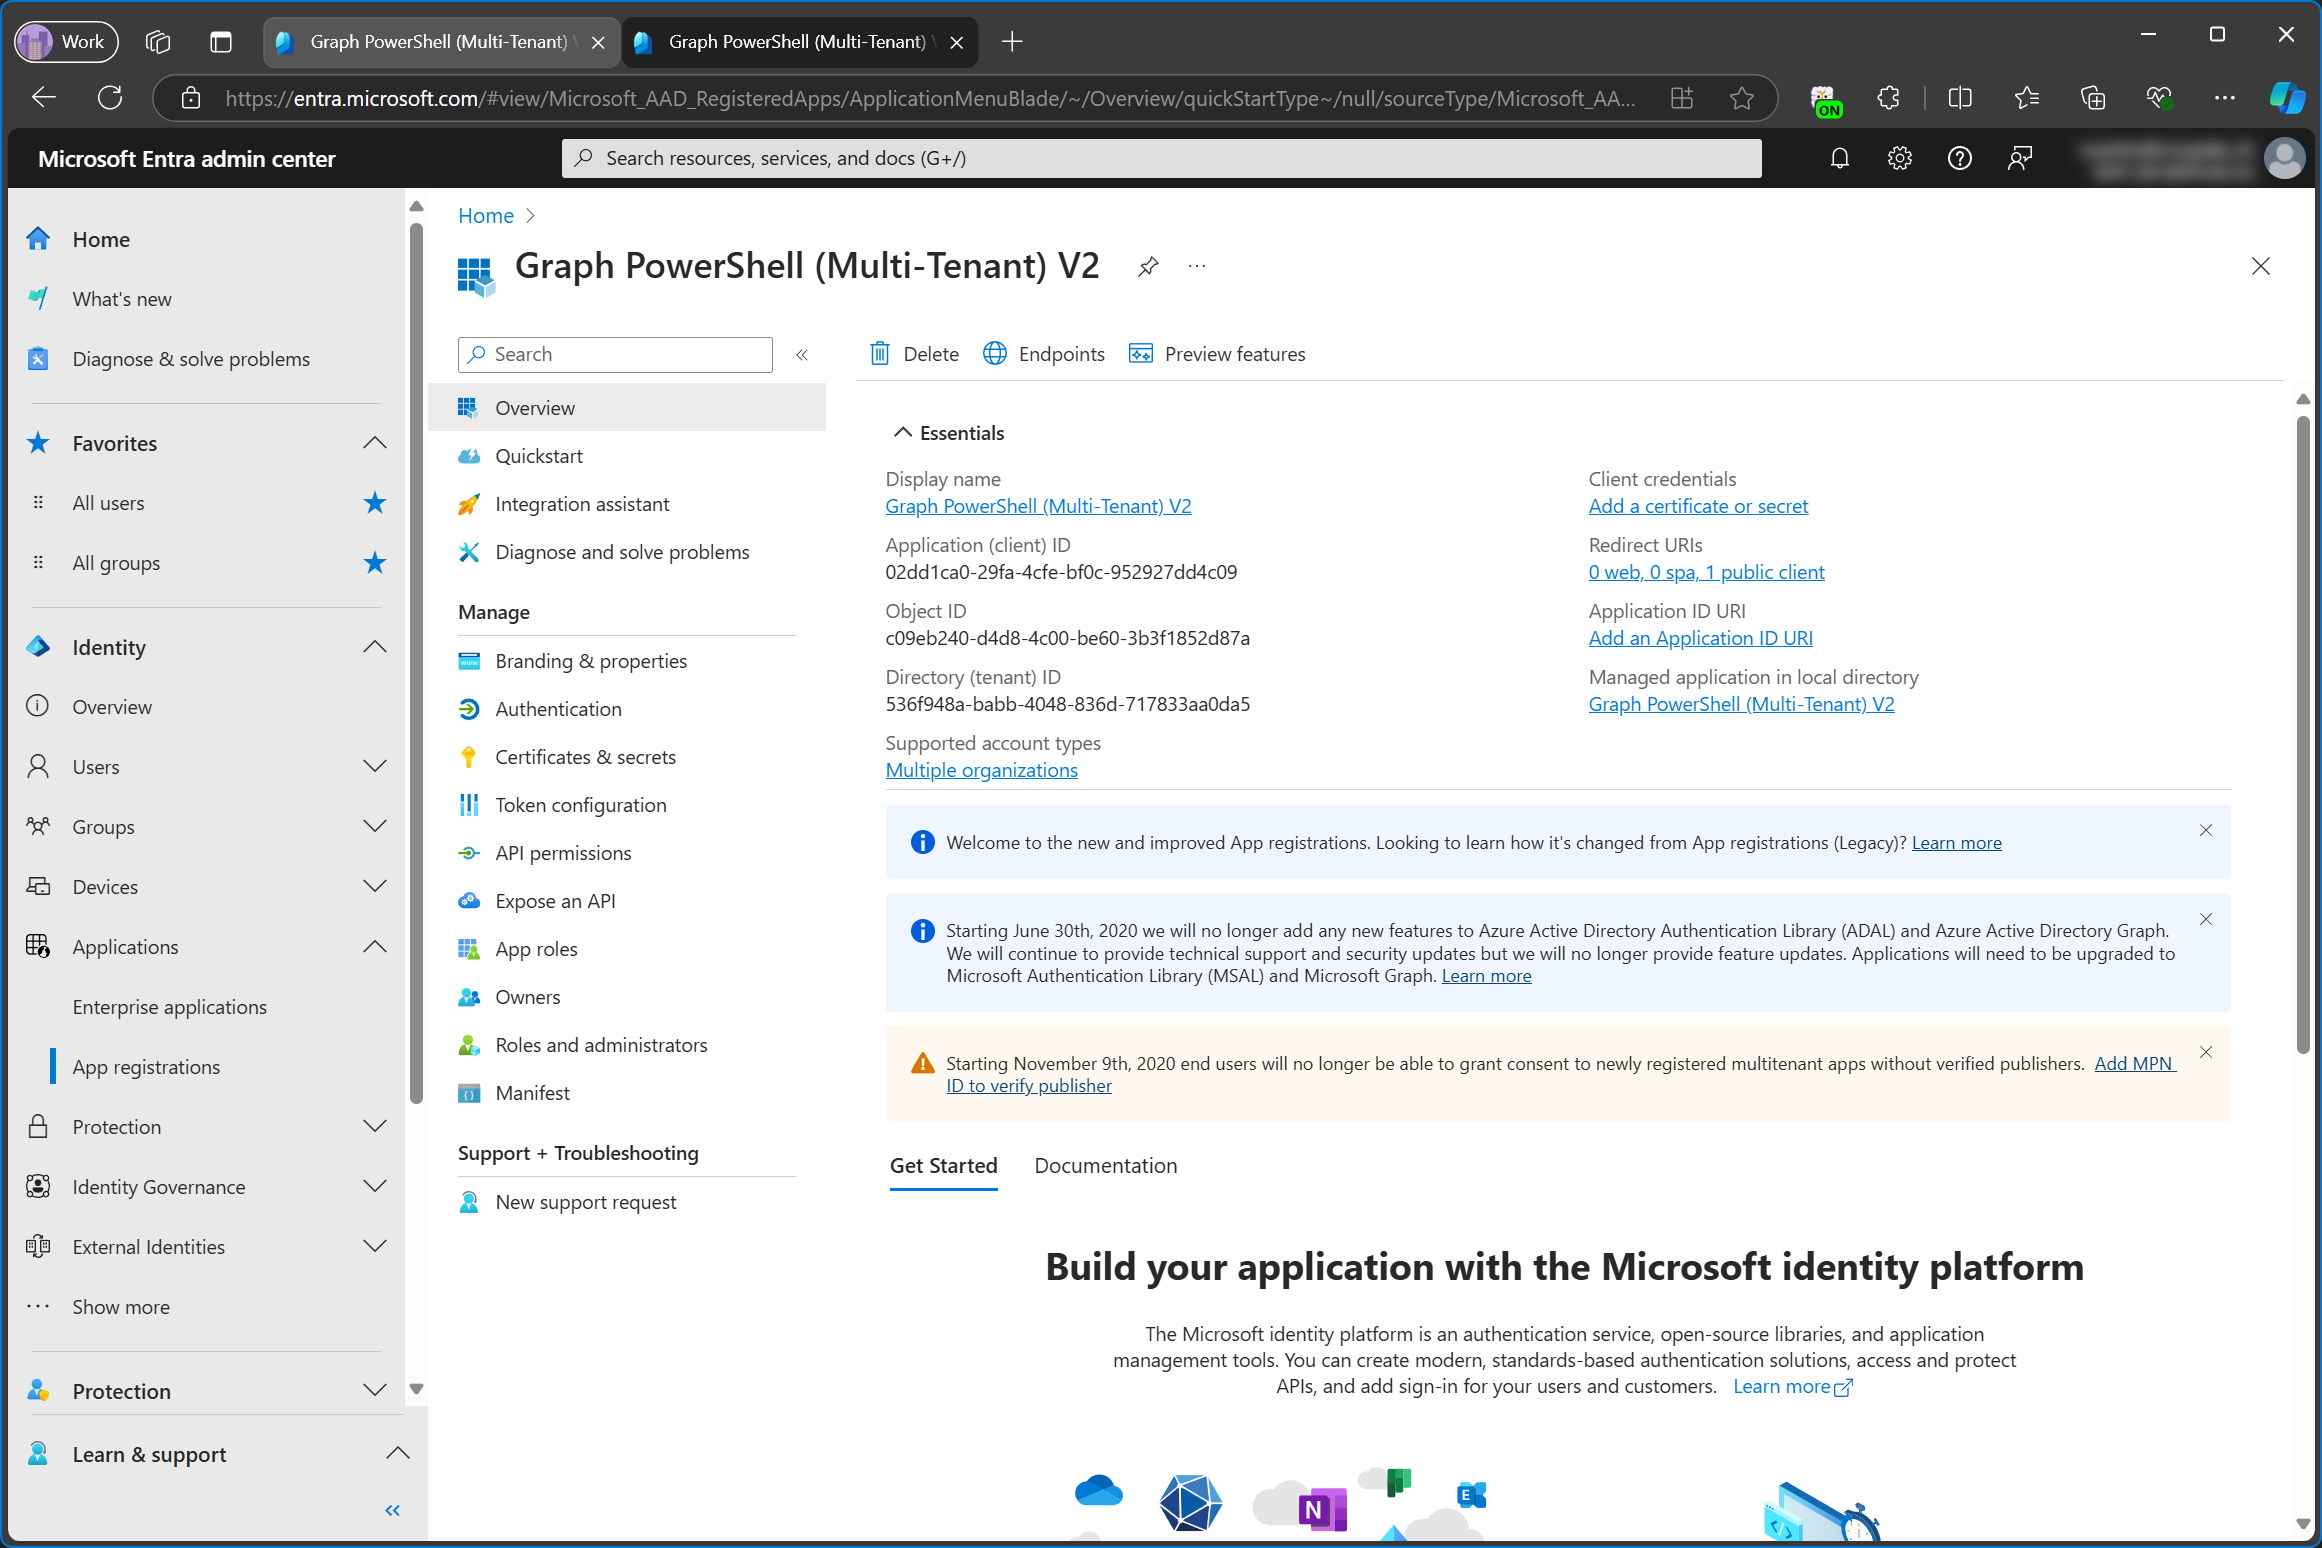 Work
Graph PowerShell (Multi-Tenant) V
Graph PowerShell (Multi-Tenant) V
https://entra.microsoft.com/#view/Microsoft_AAD_RegisteredApps/ApplicationMenuBlade/~/Overview/quickStartType~/null/sourceType/Microsoft_AA...
ON
Microsoft Entra admin center
Search resources, services, and docs (G+/)
Home
What's new
Diagnose & solve problems
Favorites
All users
All groups
Identity
Overview
Users
Groups
Devices
Applications
Enterprise applications
App registrations
Protection
Identity Governance
External Identities
Show more
Protection
Learn & support
Home
Graph PowerShell (Multi-Tenant) V2
Search
Overview
Quickstart
Integration assistant
Diagnose and solve problems
Manage
Branding & properties
Authentication
Certificates & secrets
Token configuration
API permissions
Expose an API
App roles
Owners
Roles and administrators
Manifest
Support + Troubleshooting
New support request
Delete
Endpoints
Preview features
Essentials
Display name
Graph PowerShell (Multi-Tenant) V2
Application (client) ID
02dd1ca0-29fa-4cfe-bf0c-952927dd4c09
Object ID
c09eb240-d4d8-4c00-be60-3b3f1852d87a
Directory (tenant) ID
536f948a-babb-4048-836d-717833aa0da5
Supported account types
Multiple organizations
Client credentials
Add a certificate or secret
Redirect URIs
0 web, 0 spa, 1 public client
Application ID URI
Add an Application ID URI
Managed application in local directory
Graph PowerShell (Multi-Tenant) V2
Welcome to the new and improved App registrations. Looking to learn how it's changed from App registrations (Legacy)? Learn more
Starting June 30th, 2020 we will no longer add any new features to Azure Active Directory Authentication Library (ADAL) and Azure Active Directory Graph.
We will continue to provide technical support and security updates but we will no longer provide feature updates. Applications will need to be upgraded to
Microsoft Authentication Library (MSAL) and Microsoft Graph. Learn more
Starting November 9th, 2020 end users will no longer be able to grant consent to newly registered multitenant apps without verified publishers. Add MPN
ID to verify publisher
Get Started
Documentation
Build your application with the Microsoft identity platform
The Microsoft identity platform is an authentication service, open-source libraries, and application
management tools. You can create modern, standards-based authentication solutions, access and protect
APIs, and add sign-in for your users and customers. Learn more
N
E